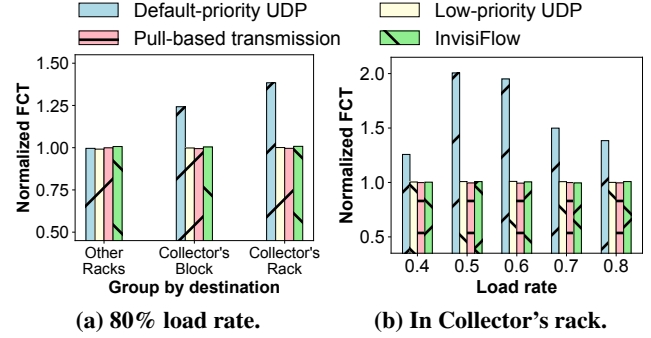 Default-priority UDP Low-priority UDP
Pull-based transmission InvisiFlow
Normalized FCT
1.50
1.25
1.00
0.75
0.50
Other Racks
Collector's Block
Collector's Rack
Group by destination
(a) 80% load rate.
Normalized FCT
2.0
1.5
1.0
0.5
0.4 0.5 0.6 0.7 0.8
Load rate
(b) In Collector's rack.